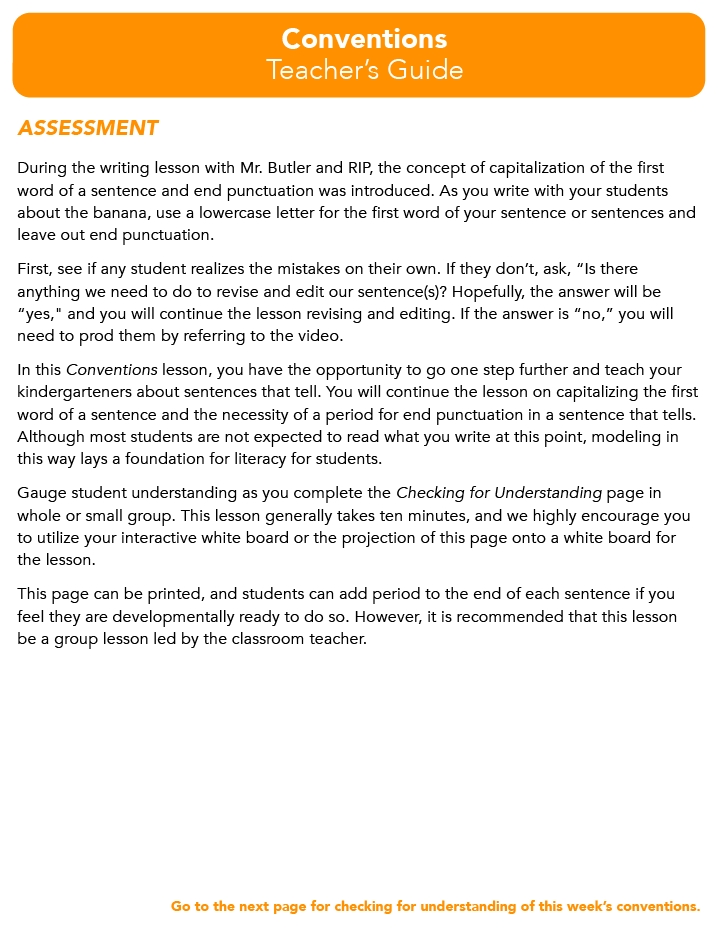 Conventions
Teacher’s Guide
ASSESSMENT
During the writing lesson with Mr. Butler and RIP, the concept of capitalization of the first
word of a sentence and end punctuation was introduced. As you write with your students
about the banana, use a lowercase letter for the first word of your sentence or sentences and
leave out end punctuation.
First, see if any student realizes the mistakes on their own. If they don’t, ask, “Is there
anything we need to do to revise and edit our sentence(s)? Hopefully, the answer will be
“yes," and you will continue the lesson revising and editing. If the answer is “no,” you will
need to prod them by referring to the video.
In this Conventions lesson, you have the opportunity to go one step further and teach your
kindergarteners about sentences that tell. You will continue the lesson on capitalizing the first
word of a sentence and the necessity of a period for end punctuation in a sentence that tells.
Although most students are not expected to read what you write at this point, modeling in
this way lays a foundation for literacy for students.
Gauge student understanding as you complete the Checking for Understanding page in
whole or small group. This lesson generally takes ten minutes, and we highly encourage you
to utilize your interactive white board or the projection of this page onto a white board for
the lesson.
This page can be printed, and students can add period to the end of each sentence if you
feel they are developmentally ready to do so. However, it is recommended that this lesson
be a group lesson led by the classroom teacher.
Go to the next page for checking for understanding of this week’s conventions.